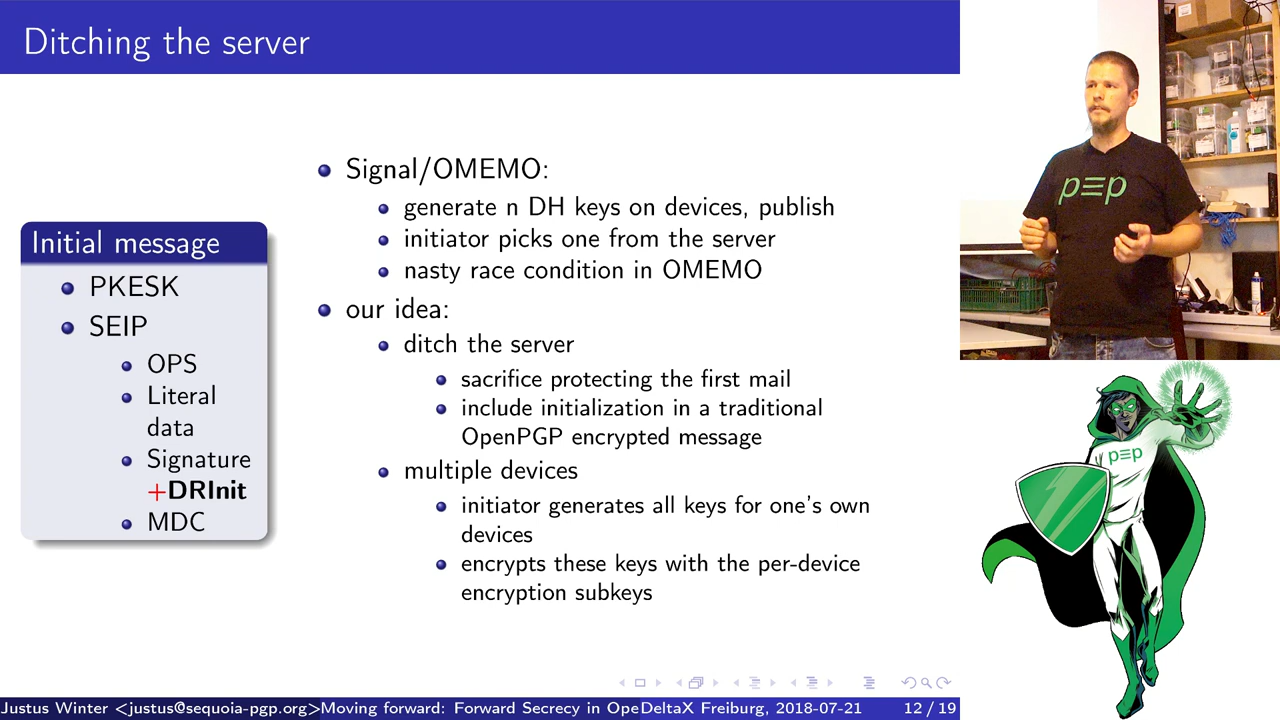 Ditching the server
Initial message
PKESK
SEIP
OPS
Literal
data
Signature
+DRInit
MDC
Signal/OMEMO:
generate n DH keys on devices, publish
initiator picks one from the server
nasty race condition in OMEMO
our idea:
ditch the server
sacrifice protecting the first mail
include initialization in a traditional
OpenPGP encrypted message
multiple devices
initiator generates all keys for one's own
devices
encrypts these keys with the per-device
encryption subkeys
Justus Winter <justus@sequoia-pgp.org>
Moving forward: Forward Secrecy in Ope
DeltaX Freiburg, 2018-07-21
12 / 19
p≡p
p≡p